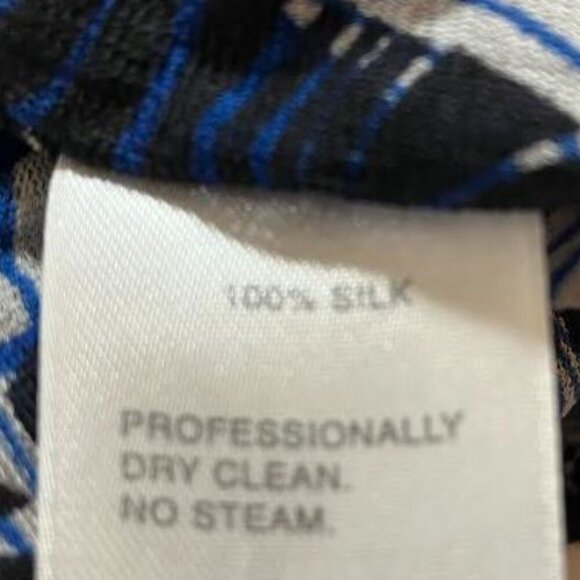 100% SILK
PROFESSIONALLY
DRY CLEAN.
NO STEAM.